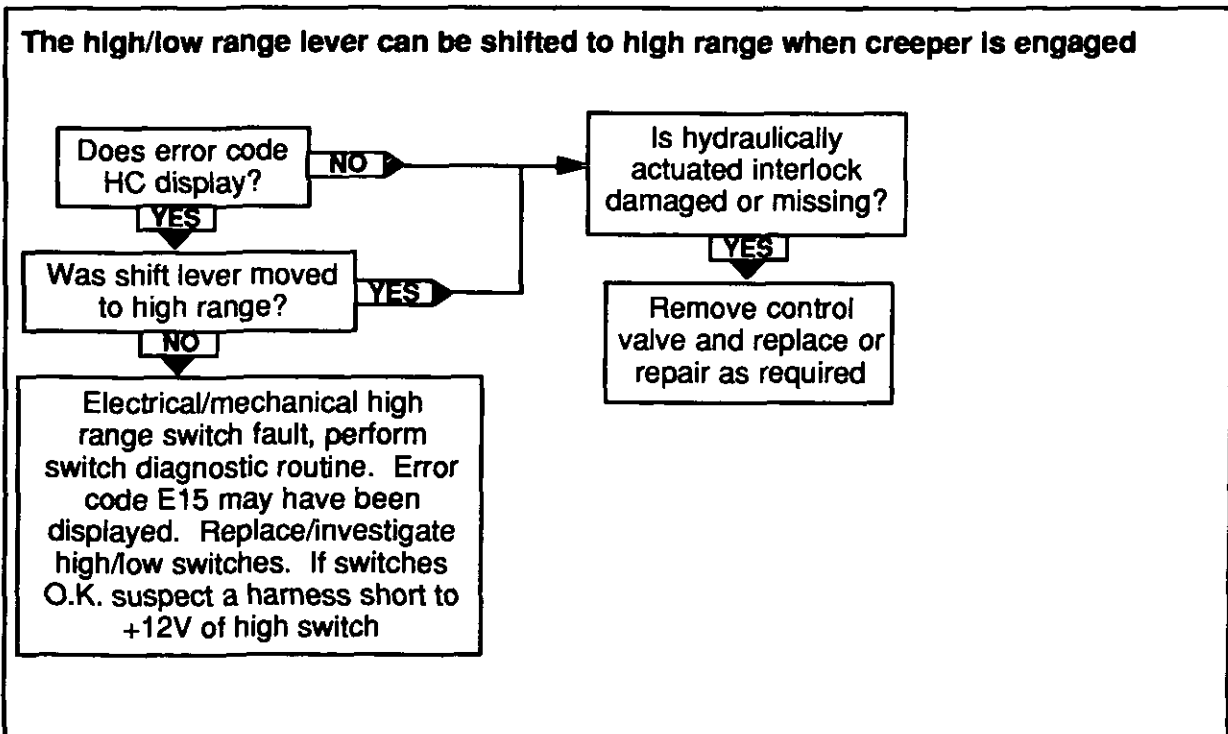 The high/low range lever can be shifted to high range when creeper is engaged
Does error code
HC display?
NO
YES
Was shift lever moved
to high range?
YES
NO
Electrical/mechanical high
range switch fault, perform
switch diagnostic routine. Error
code E15 may have been
displayed. Replace/investigate
high/low switches. If switches
O.K. suspect a harness short to
+12V of high switch
Is hydraulically
actuated interlock
damaged or missing?
YES
Remove control
valve and replace or
repair as required